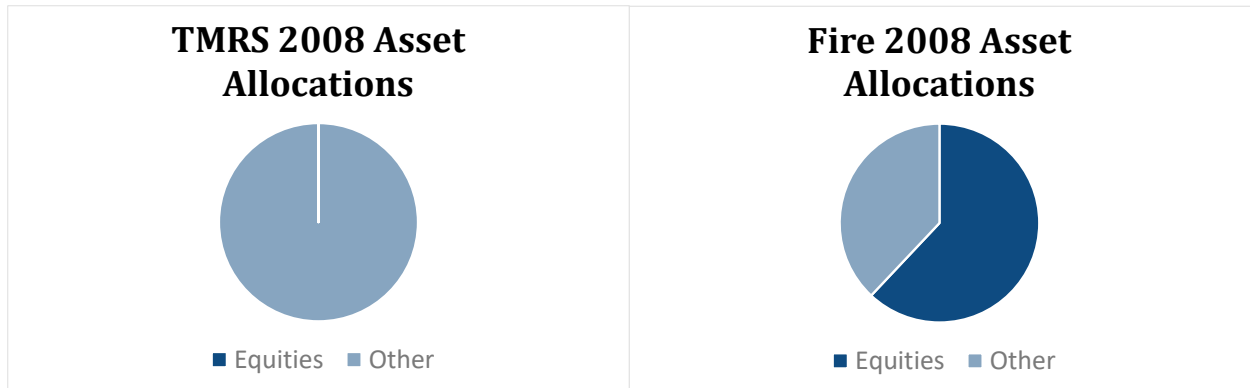 TMRS 2008 Asset
Allocations
Equities Other
Fire 2008 Asset
Allocations
Equities Other